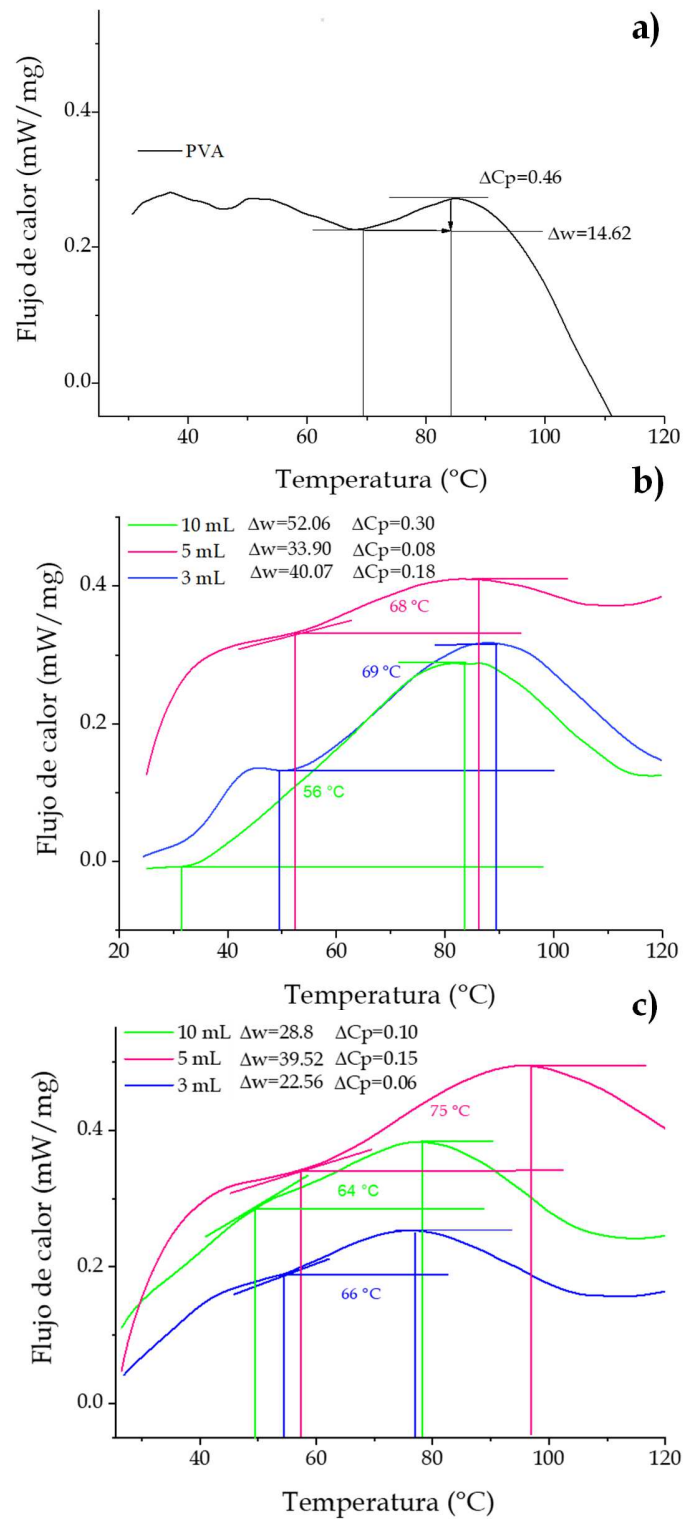 a)
Flujo de calor (mW/mg)
0.4
0.2
0.0
PVA
ΔCp=0.46
Δw=14.62
40 60 80 100 120
Temperatura (°C)
b)
Flujo de calor (mW/mg)
0.4
0.2
0.0
10 mL Δw=52.06 ΔCp=0.30
5 mL Δw=33.90 ΔCp=0.08
3 mL Δw=40.07 ΔCp=0.18
68 °C
69 °C
56 °C
20 40 60 80 100 120
Temperatura (°C)
c)
Flujo de calor (mW/mg)
0.4
0.2
0.0
10 mL Δw=28.8 ΔCp=0.10
5 mL Δw=39.52 ΔCp=0.15
3 mL Δw=22.56 ΔCp=0.06
75 °C
64 °C
66 °C
40 60 80 100 120
Temperatura (°C)